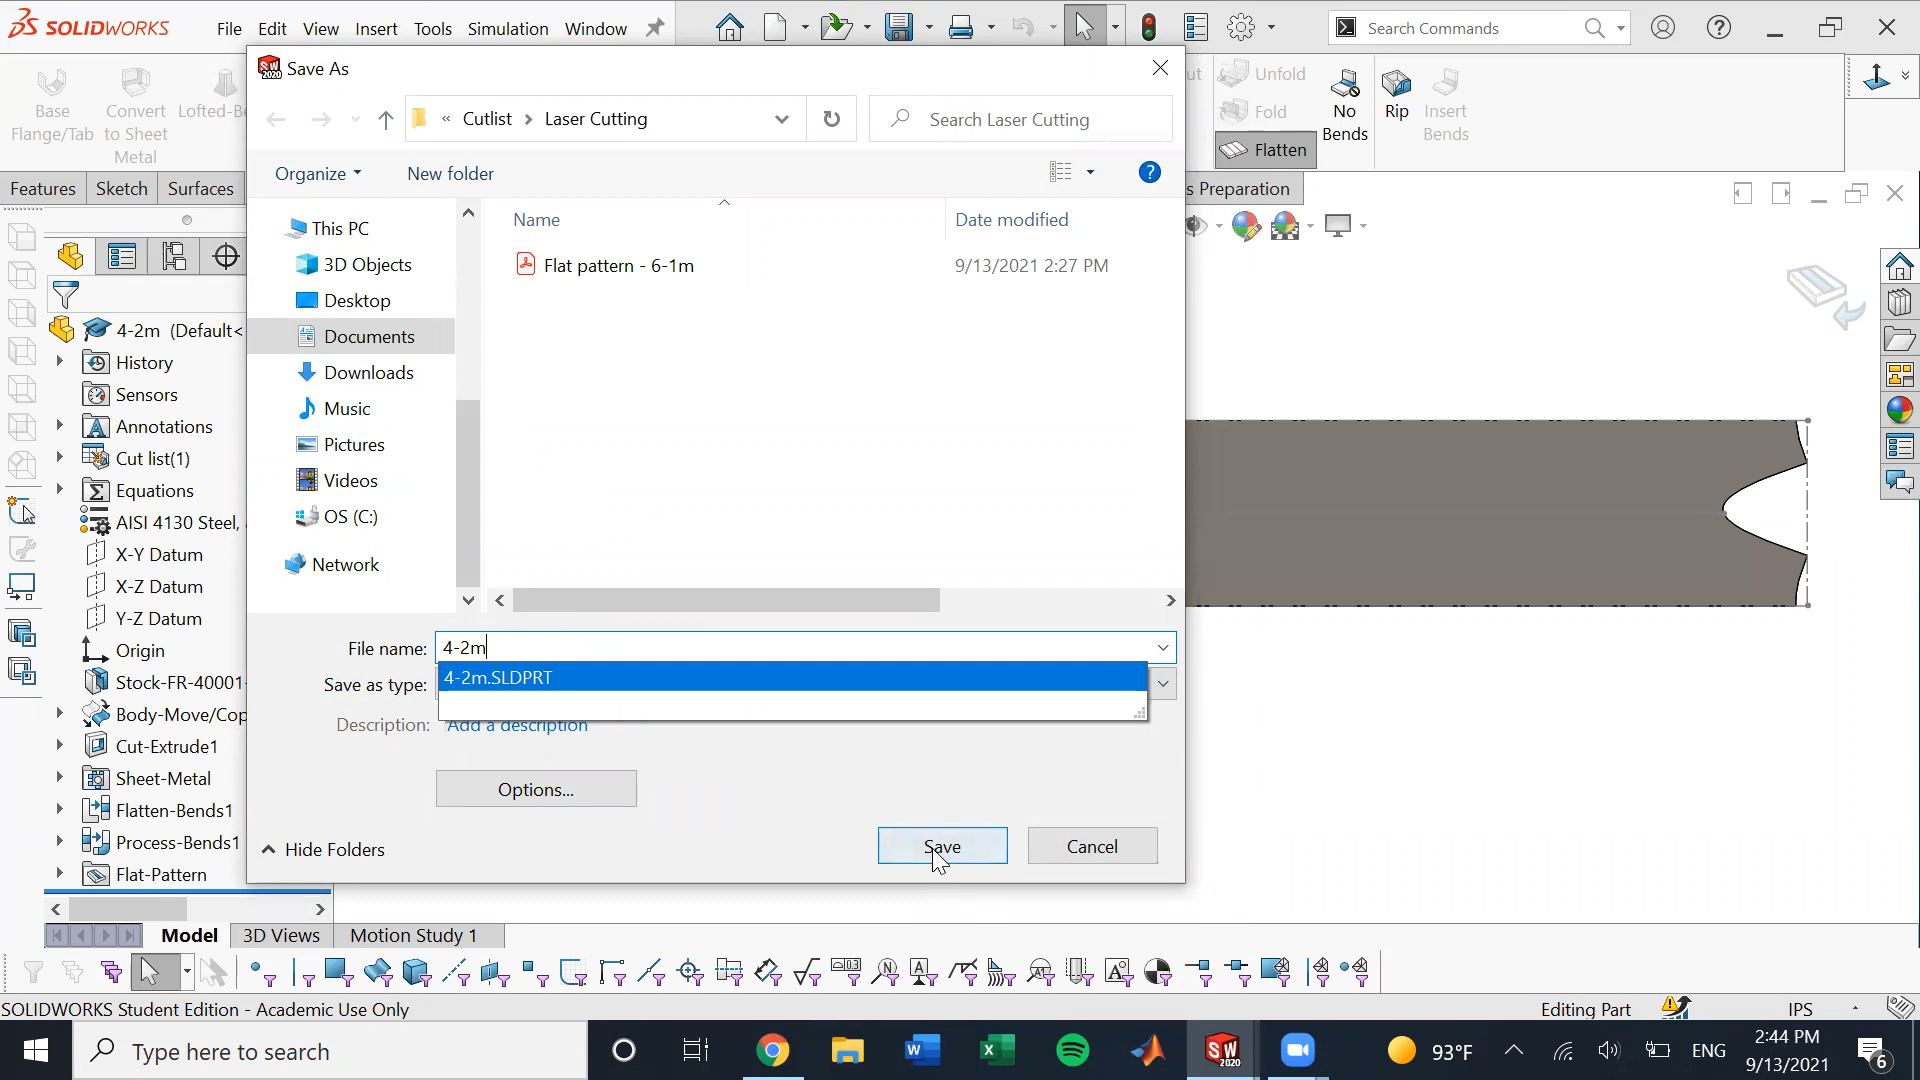 SOLIDWORKS
File Edit View Insert Tools Simulation Window
Search Commands
Base Flange/Tab
Convert to Sheet Metal
Lofted-Be
Save As
Cutlist Laser Cutting
Search Laser Cutting
Organize New folder
Unfold
Fold
Flatten
No Bends
Rip
Insert Bends
Features Sketch Surfaces
s Preparation
Name Date modified
This PC
3D Objects
Desktop
Documents
Downloads
Music
Pictures
Videos
OS (C:)
Network
Flat pattern - 6-1m 9/13/2021 2:27 PM
4-2m (Default<
History
Sensors
Annotations
Cut list(1)
Equations
AISI 4130 Steel,
X-Y Datum
X-Z Datum
Y-Z Datum
Origin
Stock-FR-40001-
Body-Move/Cop
Cut-Extrude1
Sheet-Metal
Flatten-Bends1
Process-Bends1
Flat-Pattern
File name: 4-2m
4-2m.SLDPRT
Save as type:
Description: Add a description
Options...
Hide Folders
Save Cancel
Model 3D Views Motion Study 1
SOLIDWORKS Student Edition - Academic Use Only
Editing Part IPS
Type here to search
93°F
ENG
2:44 PM
9/13/2021
6